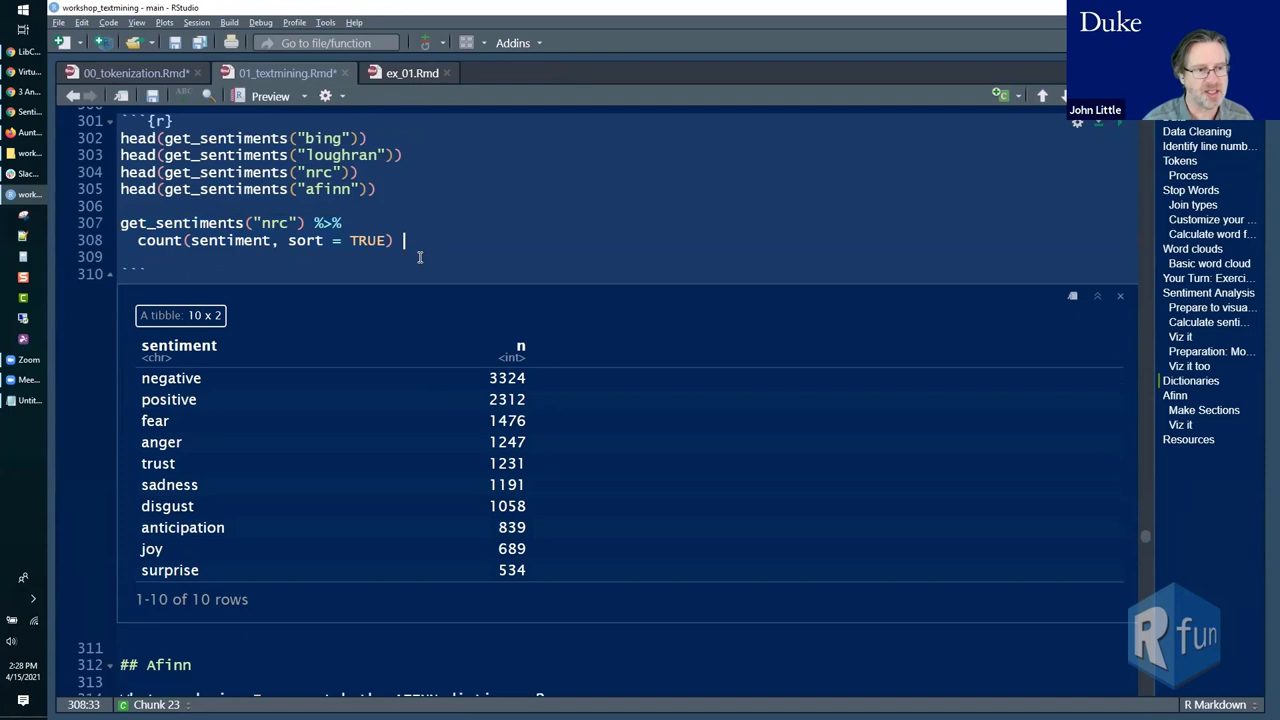 workshop_textmining - main - RStudio
File Edit Code View Plots Session Build Debug Profile Tools Help
Go to file/function
Addins
00_tokenization.Rmd*
01_textmining.Rmd*
ex_01.Rmd
Preview
Duke
John Little
301 ```{r}
302 head(get_sentiments("bing"))
303 head(get_sentiments("loughran"))
304 head(get_sentiments("nrc"))
305 head(get_sentiments("afinn"))
306
307 get_sentiments("nrc") %>%
308 count(sentiment, sort = TRUE)
309
310 ```
A tibble: 10 x 2
sentiment n
<chr> <int>
negative 3324
positive 2312
fear 1476
anger 1247
trust 1231
sadness 1191
disgust 1058
anticipation 839
joy 689
surprise 534
1-10 of 10 rows
311
312 ## Afinn
313
308:33
Chunk 23
R Markdown
Data Cleaning
Identify line numb...
Tokens
Process
Stop Words
Join types
Customize your ...
Calculate word f...
Word clouds
Basic word cloud
Your Turn: Exerci...
Sentiment Analysis
Prepare to visua...
Calculate senti...
Viz it
Preparation: Mo...
Viz it too
Dictionaries
Afinn
Make Sections
Viz it
Resources
R fun
LibC...
Virtu...
3 An...
Senti...
Aunt...
work...
Slac...
work...
Zoom
Mee...
Untit...
2:28 PM
4/15/2021